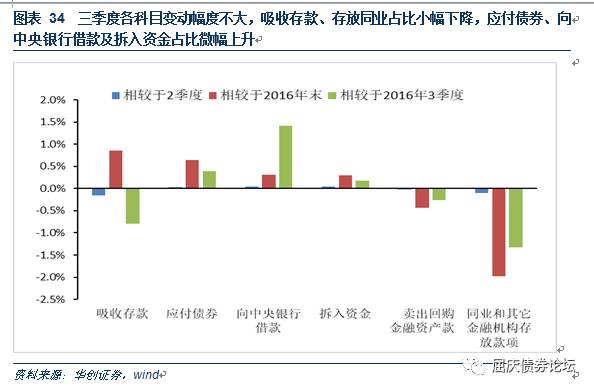 图表 34 三季度各科目变动幅度不大，吸收存款、存放同业占比小幅下降，应付债券、向
中央银行借款及拆入资金占比微幅上升
2.0%
■相较于2季度 ■相较于2016年末 ■相较于2016年3季度
1.5%
1.0%
0.5%
0.0%
-0.5%
-1.0%
-1.5%
-2.0%
-2.5%
吸收存款 应付债券 向中央银行 拆入资金 卖出回购 同业和其它
借款 金融资产款 金融机构存
放款项
资料来源：华创证券，wind
屈庆债券论坛